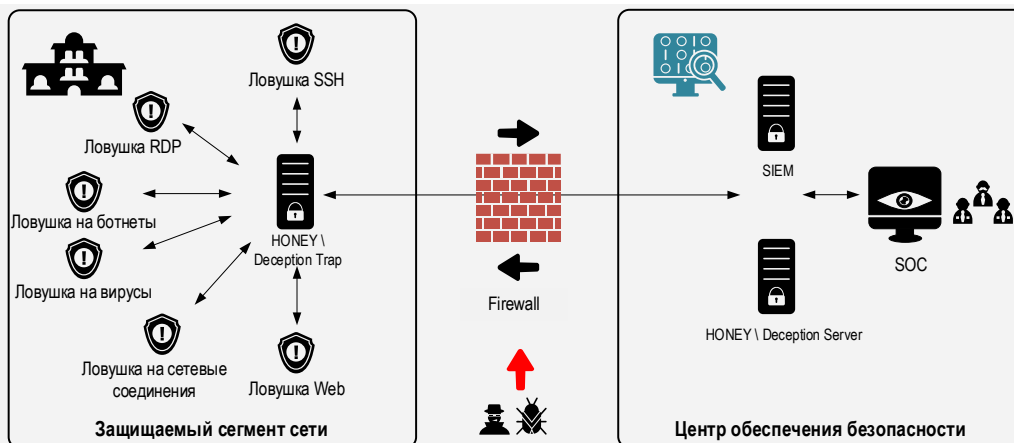 Ловушка SSH
Ловушка RDP
Ловушка на ботнеты
Ловушка на вирусы
Ловушка на сетевые
соединения
Ловушка Web
HONEY \
Deception Trap
Защищаемый сегмент сети
Firewall
SIEM
HONEY \ Deception Server
SOC
Центр обеспечения безопасности